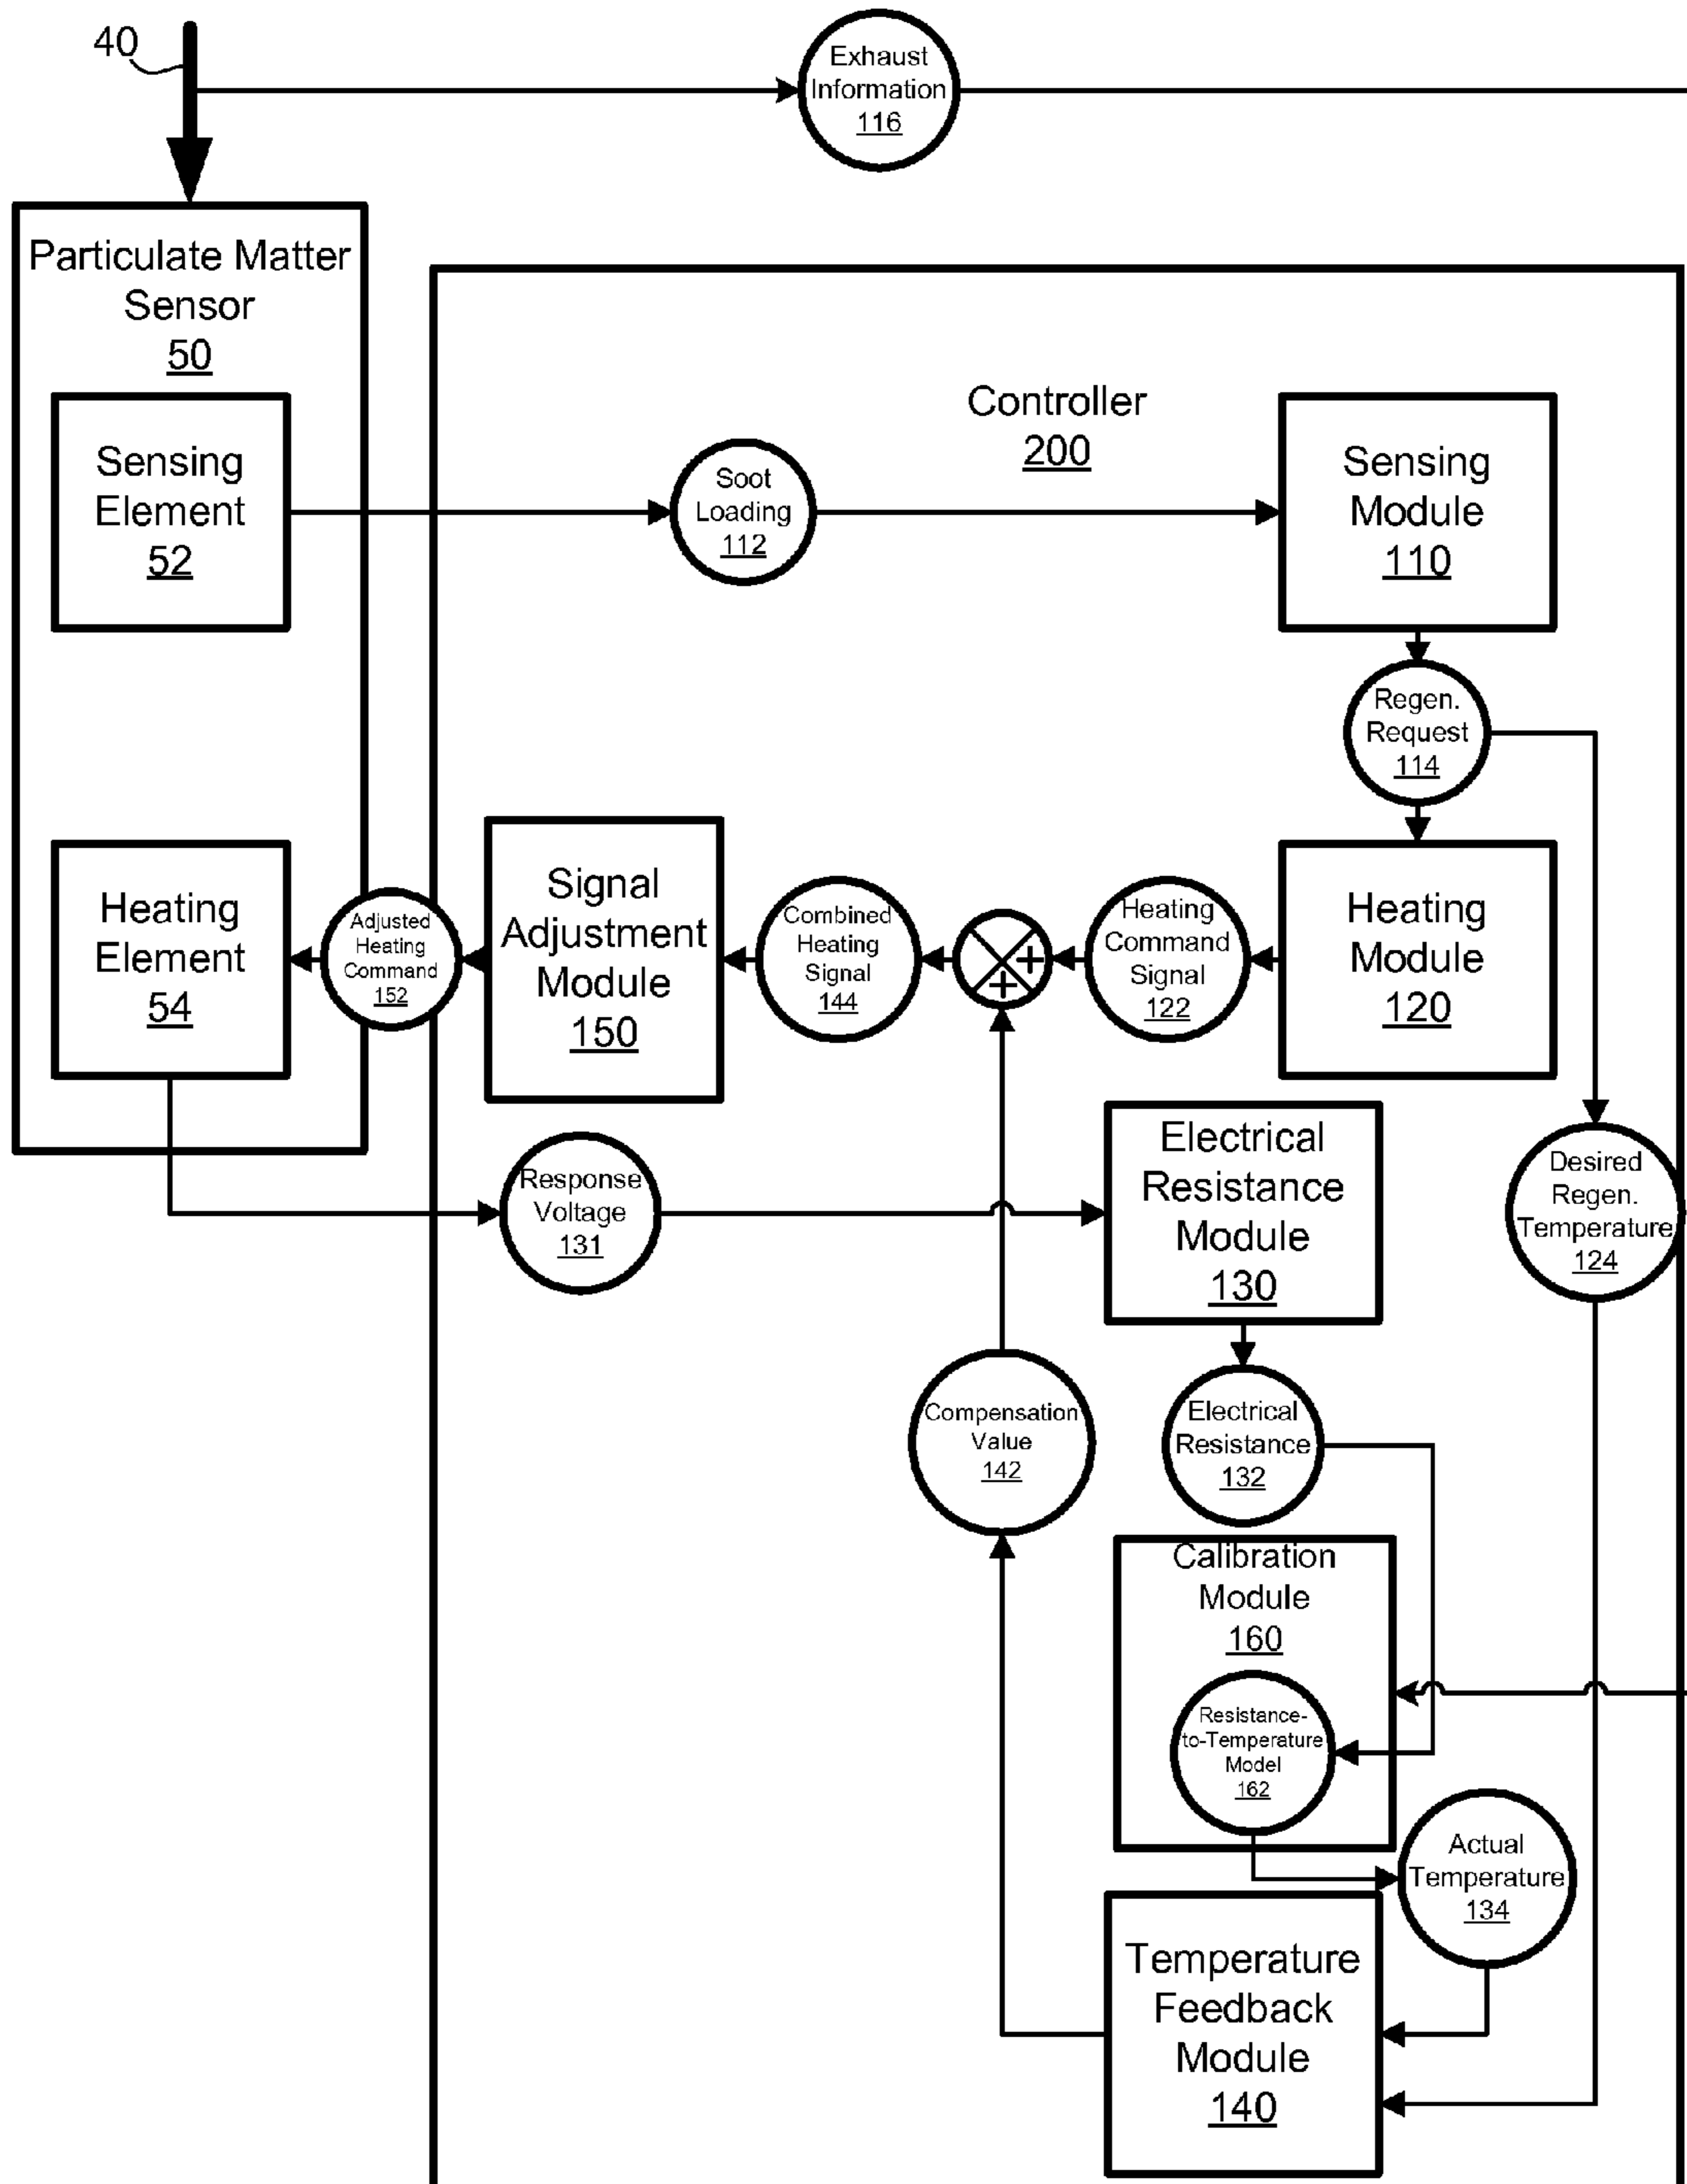 40
Exhaust
Information
116
Particulate Matter
Sensor
50
Controller
200
Sensing
Element
52
Soot
Loading
112
Sensing
Module
110
Regen.
Request
114
Heating
Element
54
Adjusted
Heating
Command
152
Signal
Adjustment
Module
150
Combined
Heating
Signal
144
+
+
Heating
Command
Signal
122
Heating
Module
120
Response
Voltage
131
Electrical
Resistance
Module
130
Desired
Regen.
Temperature
124
Compensation
Value
142
Electrical
Resistance
132
Calibration
Module
160
Resistance-
to-Temperature
Model
162
Actual
Temperature
134
Temperature
Feedback
Module
140